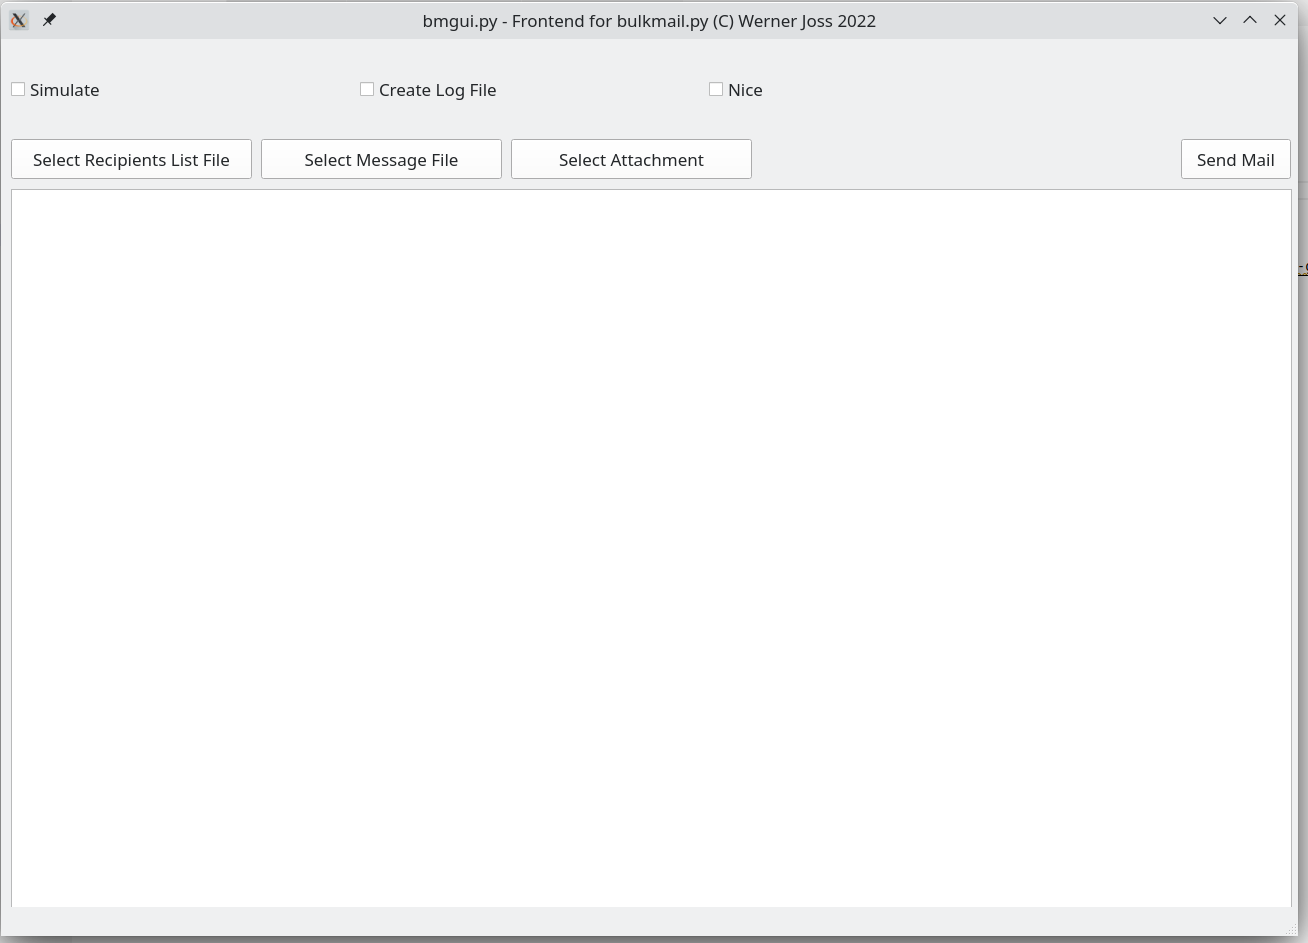 bmgui.py - Frontend for bulkmail.py (C) Werner Joss 2022
Simulate Create Log File Nice
Select Recipients List File Select Message File Select Attachment Send Mail